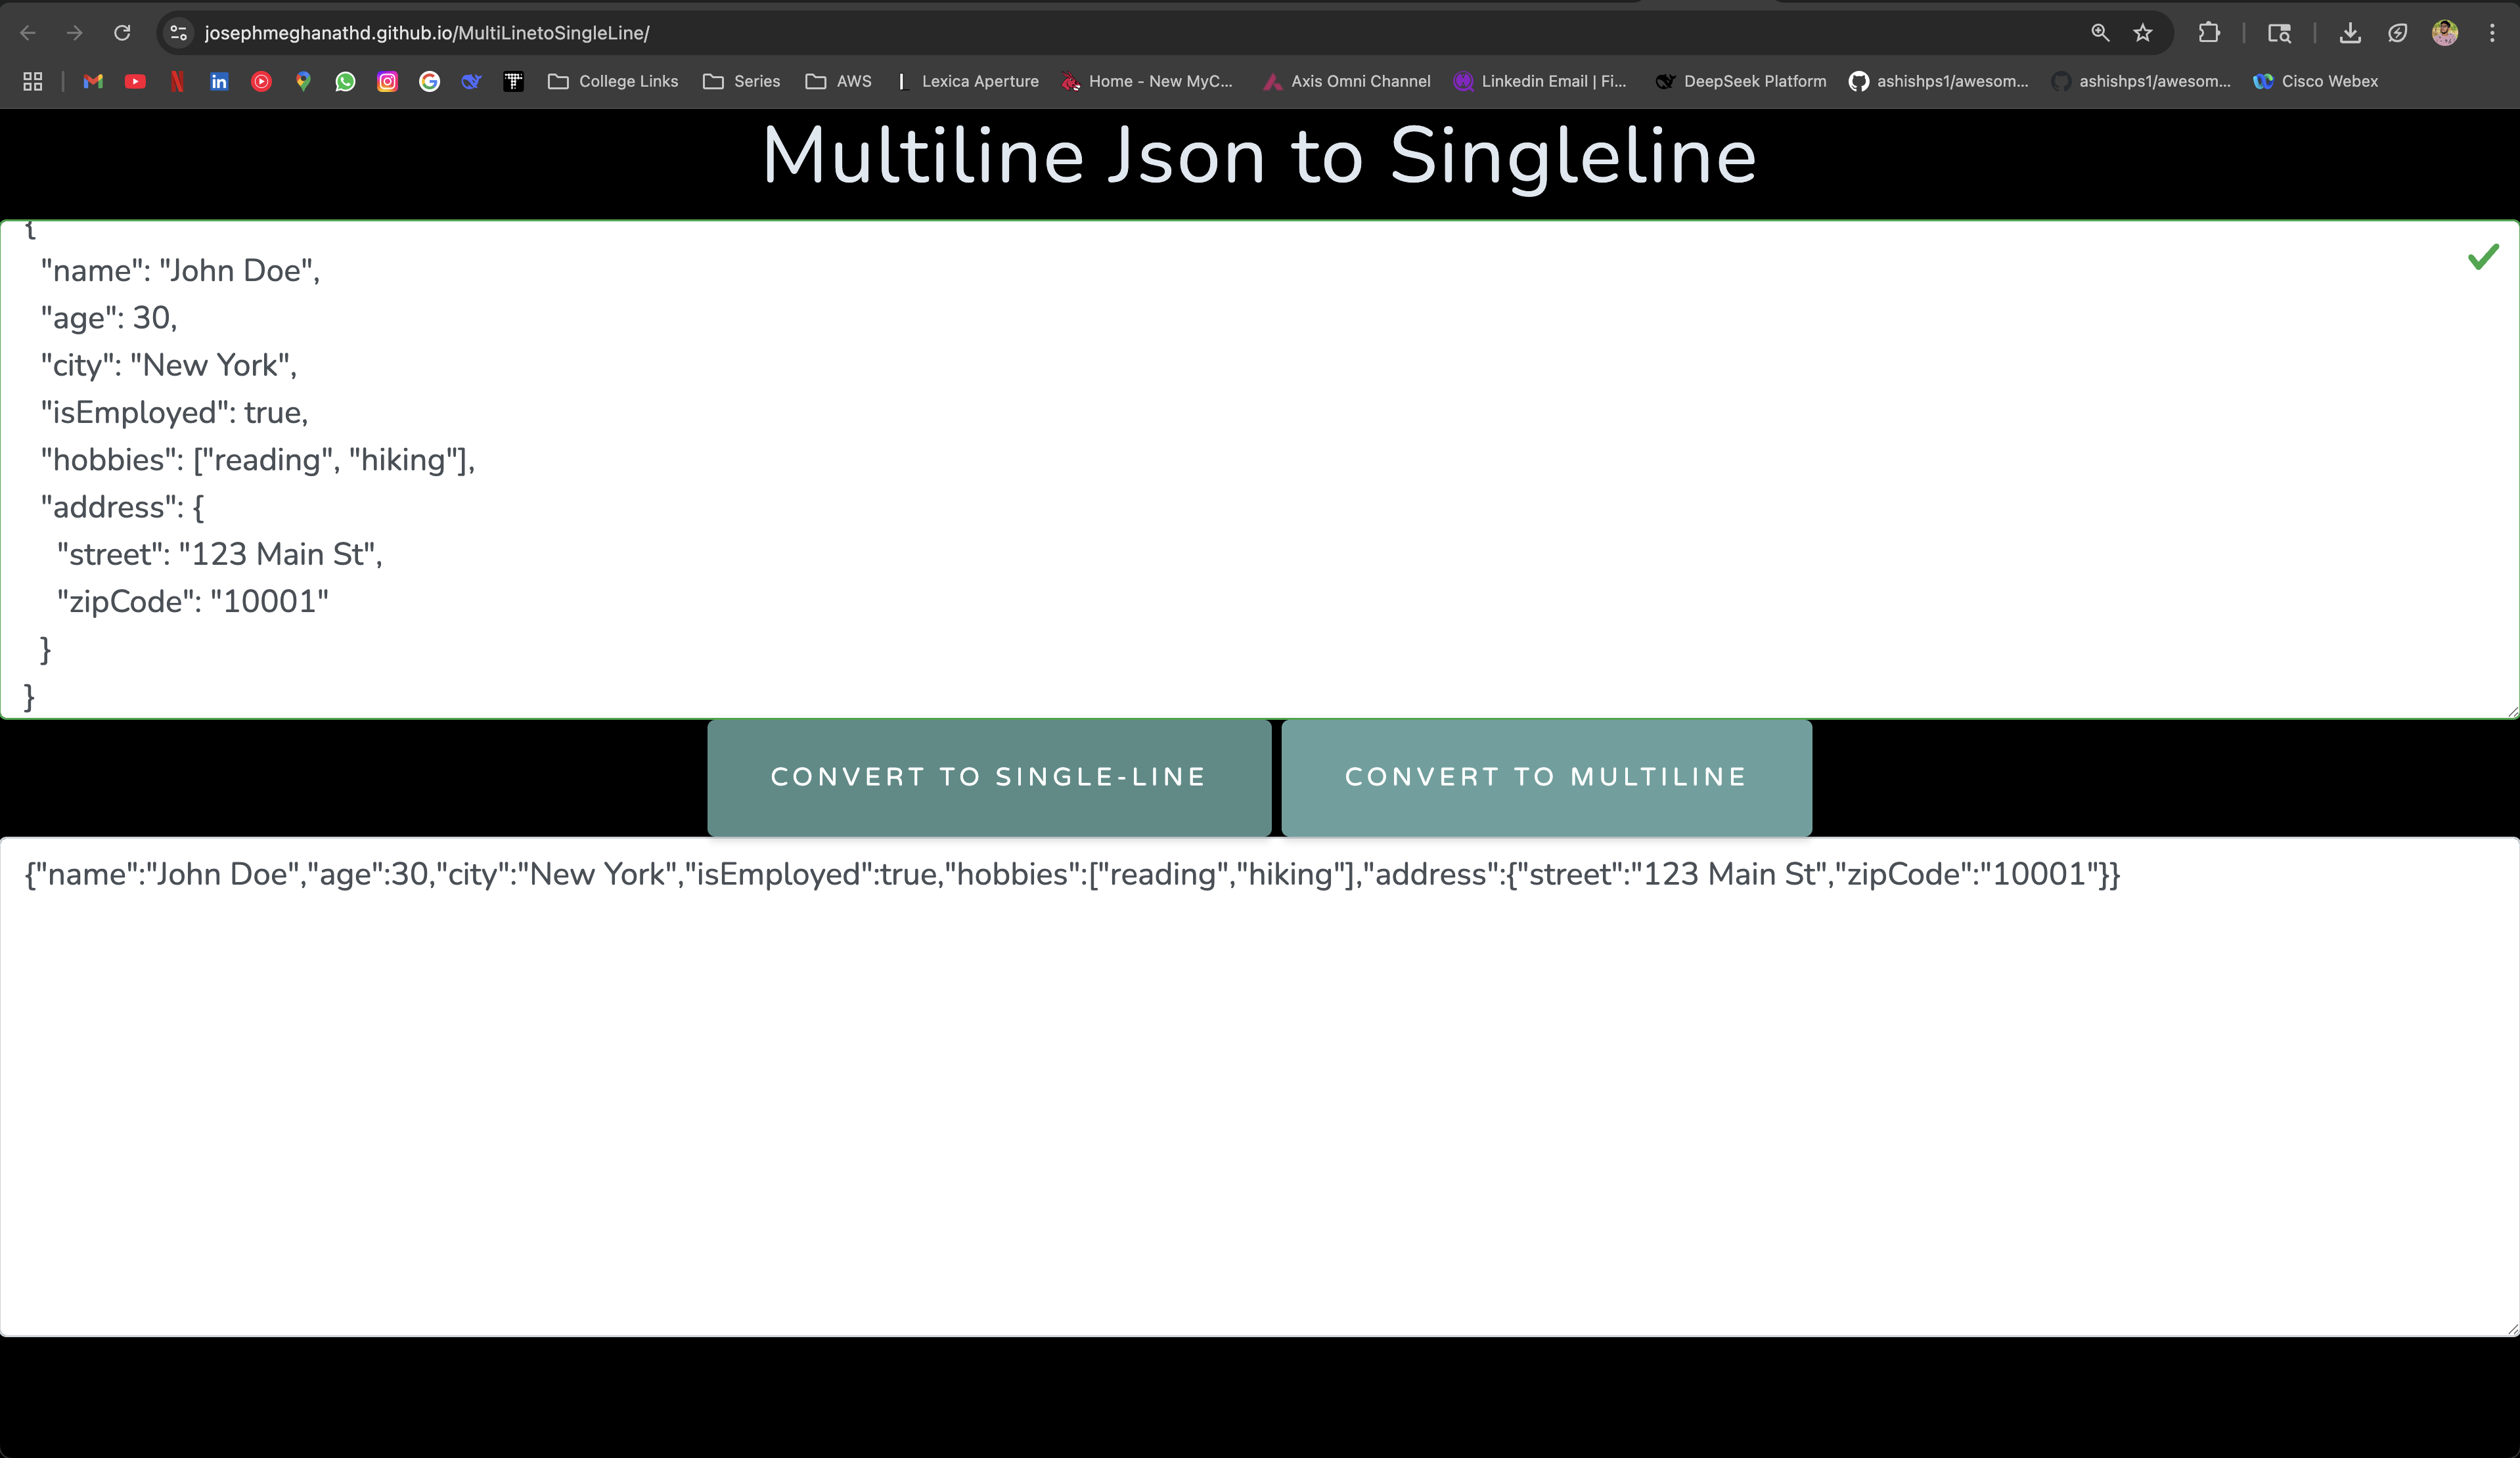 josephmeghanathd.github.io/MultiLinetoSingleLine/
College Links Series AWS Lexica Aperture Home - New MyC... Axis Omni Channel Linkedin Email | Fi... DeepSeek Platform ashishps1/awesom... ashishps1/awesom... Cisco Webex
Multiline Json to Singleline
{
"name": "John Doe",
"age": 30,
"city": "New York",
"isEmployed": true,
"hobbies": ["reading", "hiking"],
"address": {
"street": "123 Main St",
"zipCode": "10001"
}
}
CONVERT TO SINGLE-LINE CONVERT TO MULTILINE
{"name":"John Doe","age":30,"city":"New York","isEmployed":true,"hobbies":["reading","hiking"],"address":{"street":"123 Main St","zipCode":"10001"}}